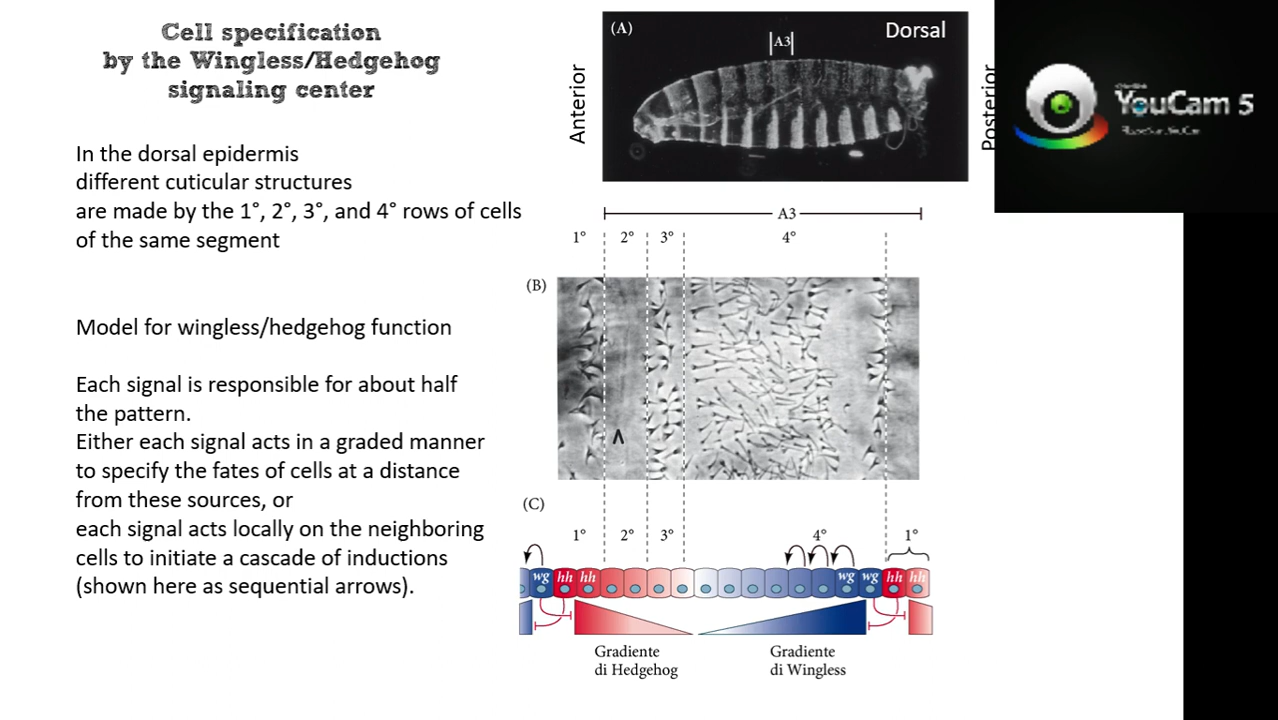 Cell specification
by the Wingless/Hedgehog
signaling center
In the dorsal epidermis
different cuticular structures
are made by the 1°, 2°, 3°, and 4° rows of cells
of the same segment
Model for wingless/hedgehog function
Each signal is responsible for about half
the pattern.
Either each signal acts in a graded manner
to specify the fates of cells at a distance
from these sources, or
each signal acts locally on the neighboring
cells to initiate a cascade of inductions
(shown here as sequential arrows).
(A)
Dorsal
A3
Anterior
Posterior
YouCam 5
A3
1° 2° 3° 4°
(B)
(C)
1° 2° 3° 4° 1°
wg hh hh wg wg hh hh
Gradiente
di Hedgehog
Gradiente
di Wingless